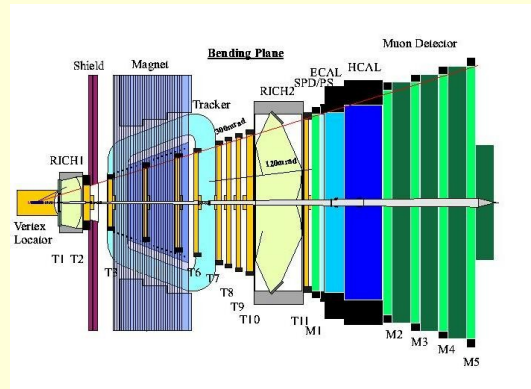 Bending Plane
Shield
Magnet
ECAL
HCAL
Muon Detector
SPD/PS
RICH2
Tracker
300mrad
RICH1
120mrad
Vertex
Locator
T1
T2
T3
T6
T7
T8
T9
T10
T11
M1
M2
M3
M4
M5